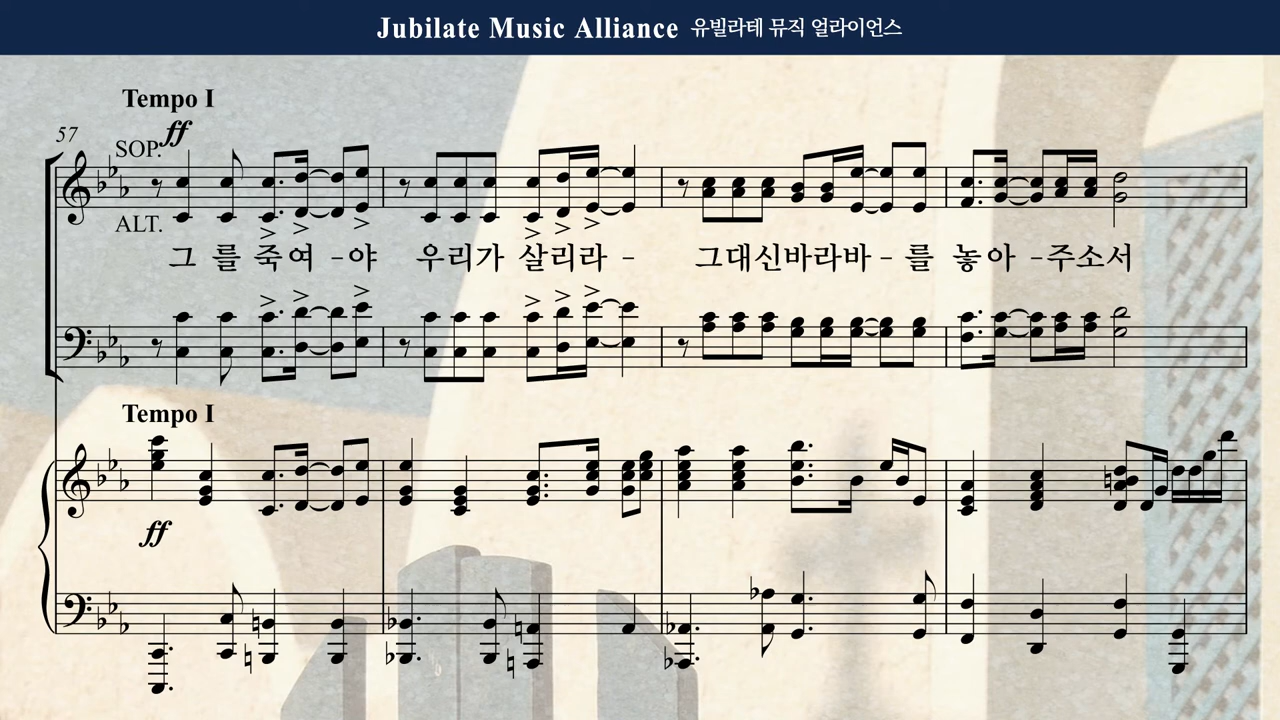 Jubilate Music Alliance 유빌라테 뮤직 얼라이언스
Tempo I
57
ff
SOP.
ALT.
그 를 죽여 - 야 우리가 살리라 - 그대신바라바 - 를 놓아 - 주소서
Tempo I
ff